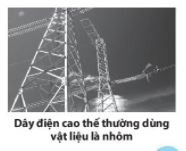 Dây điện cao thế thường dùng
vật liệu là nhôm